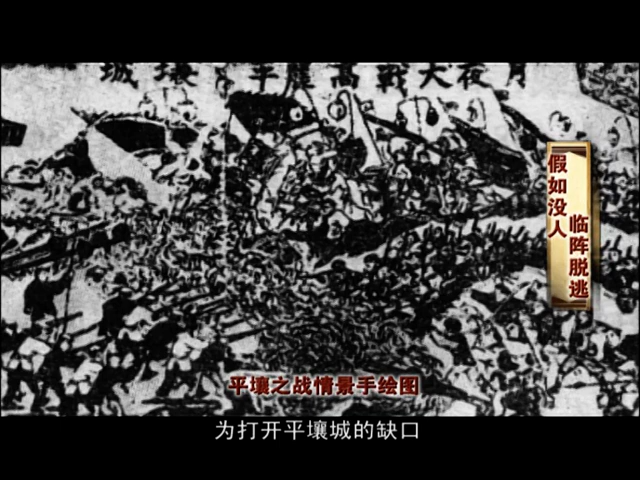 月夜大戰高麗平壤城
假如没人
临阵脱逃
平壤之战情景手绘图
为打开平壤城的缺口